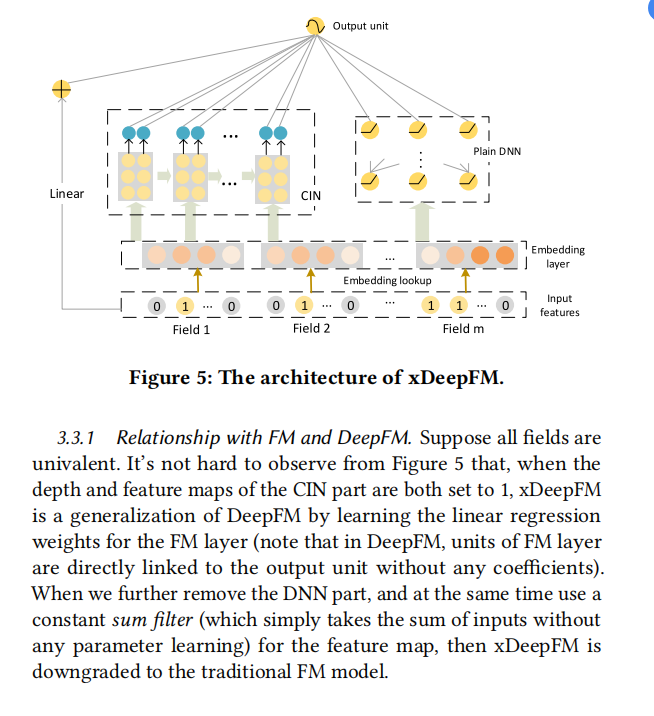 Output unit
Plain DNN
...
CIN
...
Linear
Embedding
layer
...
Embedding lookup
0 1 ... 0 0 1 ... 0 ... 1 1 ... 0
Input
features
Field 1 Field 2 Field m
Figure 5: The architecture of xDeepFM.
3.3.1 Relationship with FM and DeepFM. Suppose all fields are
univalent. It's not hard to observe from Figure 5 that, when the
depth and feature maps of the CIN part are both set to 1, xDeepFM
is a generalization of DeepFM by learning the linear regression
weights for the FM layer (note that in DeepFM, units of FM layer
are directly linked to the output unit without any coefficients).
When we further remove the DNN part, and at the same time use a
constant sum filter (which simply takes the sum of inputs without
any parameter learning) for the feature map, then xDeepFM is
downgraded to the traditional FM model.